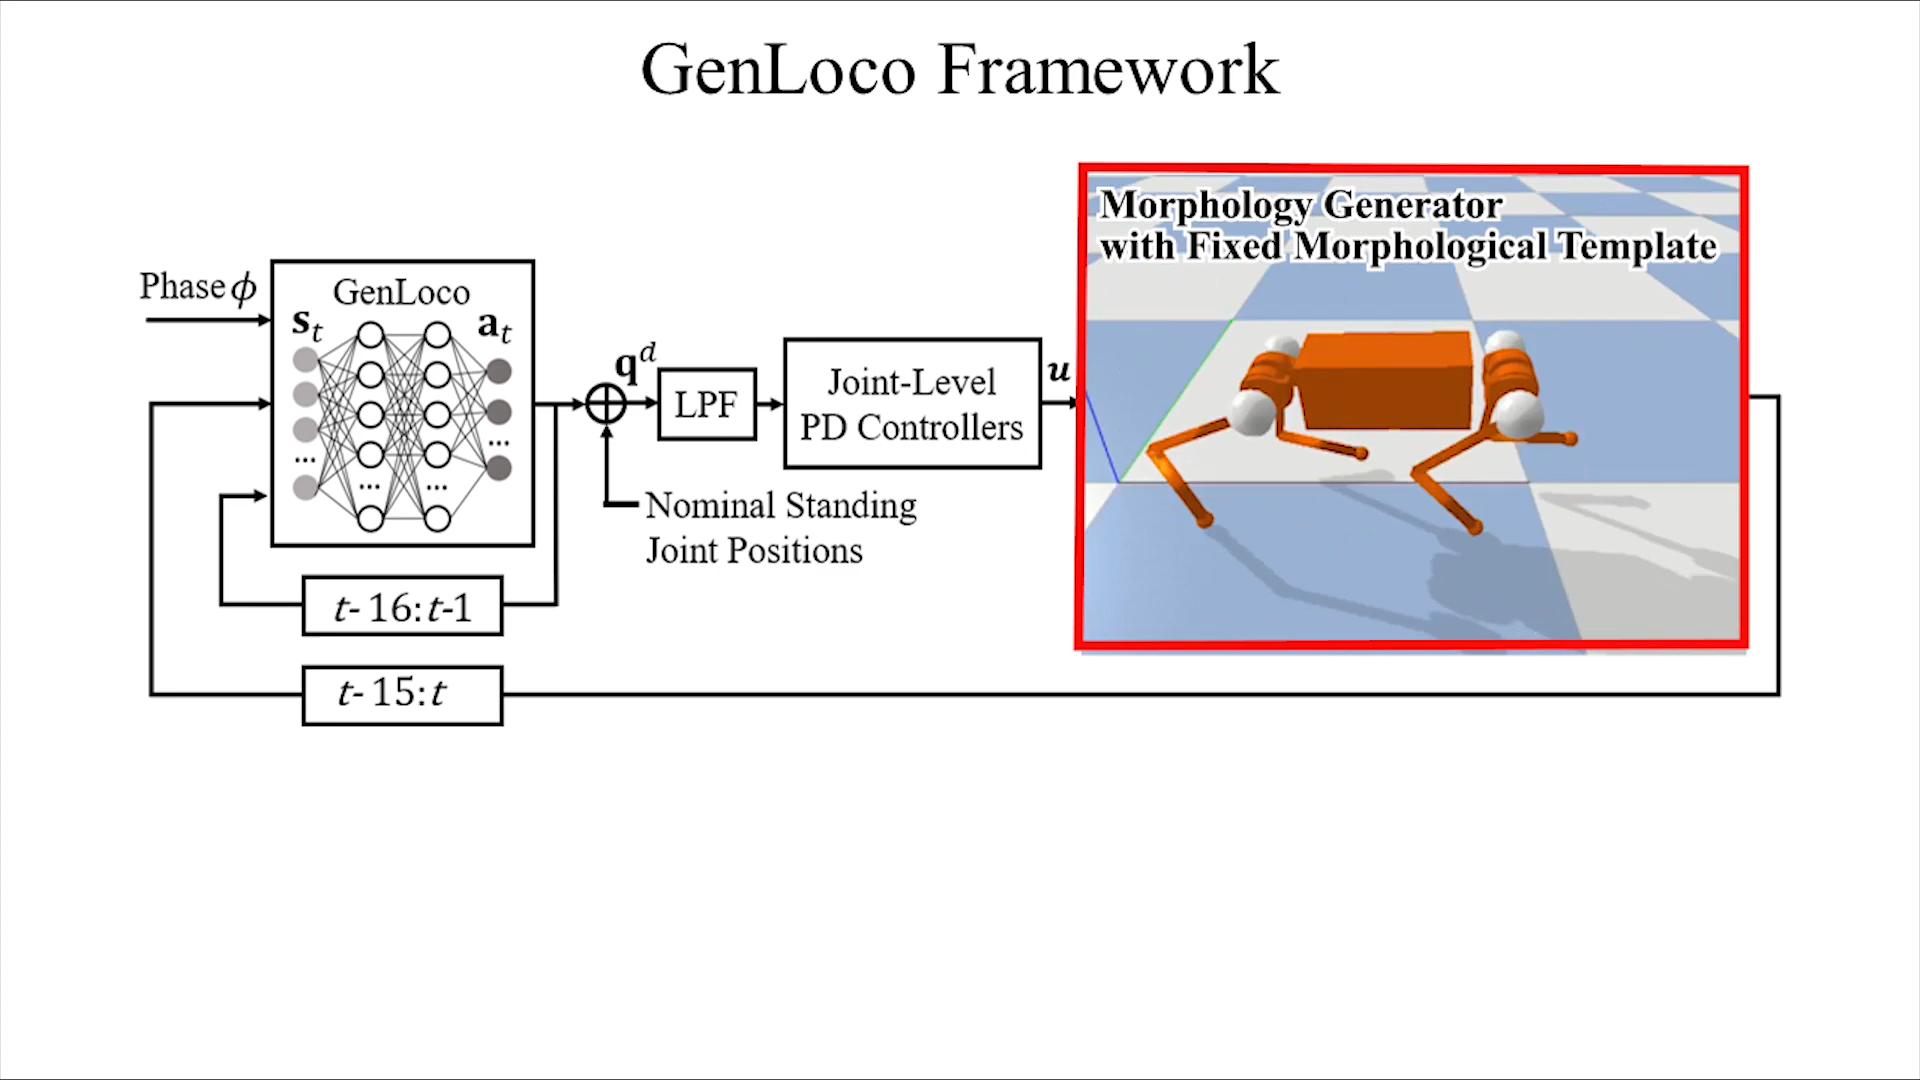 GenLoco Framework
Morphology Generator
with Fixed Morphological Template
Phase ϕ
GenLoco
s_t
a_t
...
...
...
...
q^d
LPF
Joint-Level
PD Controllers
u
Nominal Standing
Joint Positions
t- 16:t-1
t- 15:t